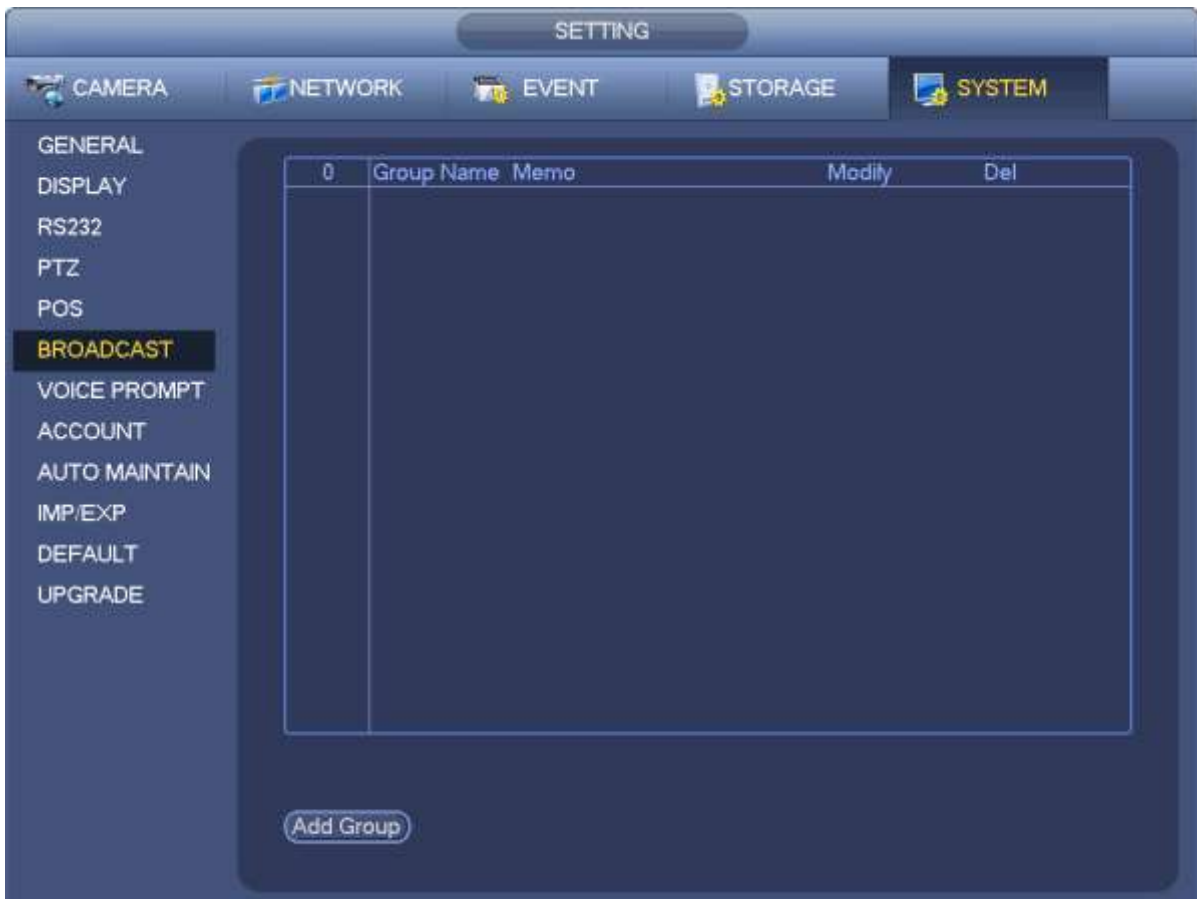 SETTING
CAMERA NETWORK EVENT STORAGE SYSTEM
GENERAL
DISPLAY
RS232
PTZ
POS
BROADCAST
VOICE PROMPT
ACCOUNT
AUTO MAINTAIN
IMP/EXP
DEFAULT
UPGRADE
0 Group Name Memo Modify Del
Add Group